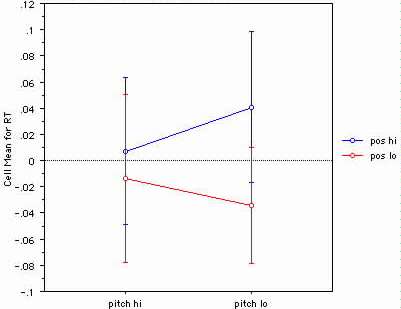 .12
.1
.08
.06
.04
.02
0
-.02
-.04
-.06
-.08
-.1
Cell Mean for RT
pitch hi
pitch lo
pos hi
pos lo